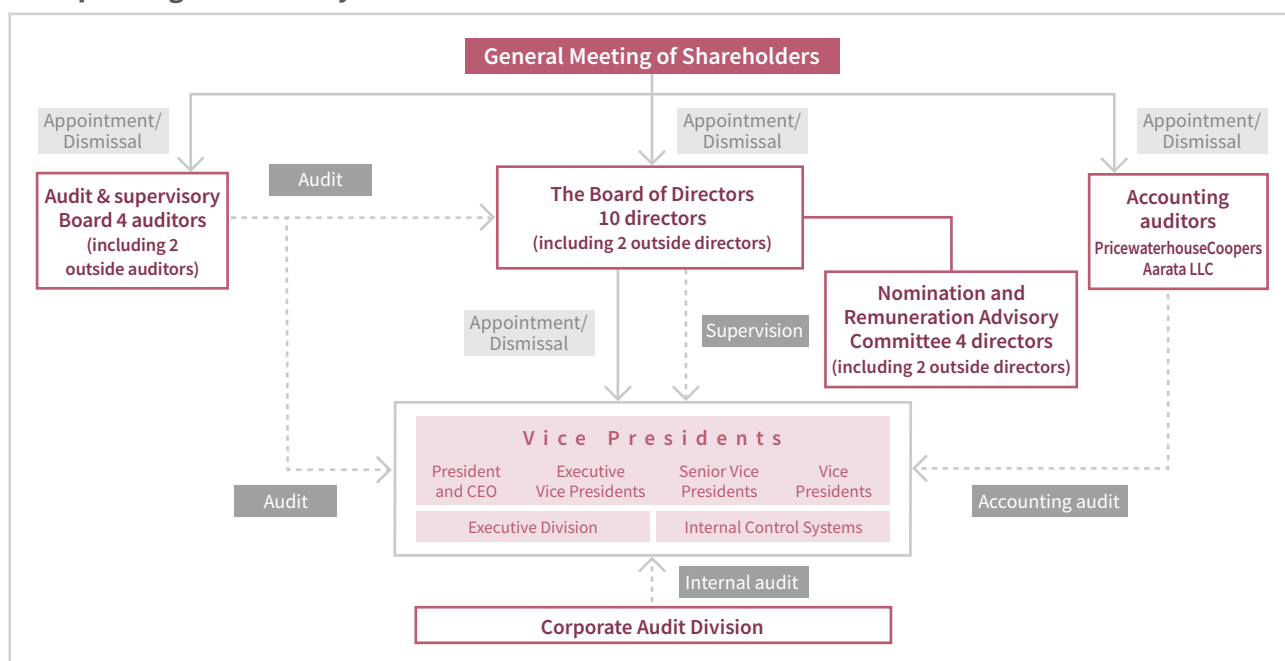 General Meeting of Shareholders
Appointment/
Dismissal
Appointment/
Dismissal
Appointment/
Dismissal
Audit & supervisory
Board 4 auditors
(including 2
outside auditors)
Audit
The Board of Directors
10 directors
(including 2 outside directors)
Accounting
auditors
PricewaterhouseCoopers
Aarata LLC
Nomination and
Remuneration Advisory
Committee 4 directors
(including 2 outside directors)
Appointment/
Dismissal
Supervision
Vice Presidents
President
and CEO
Executive
Vice Presidents
Senior Vice
Presidents
Vice
Presidents
Executive Division
Internal Control Systems
Audit
Accounting audit
Internal audit
Corporate Audit Division